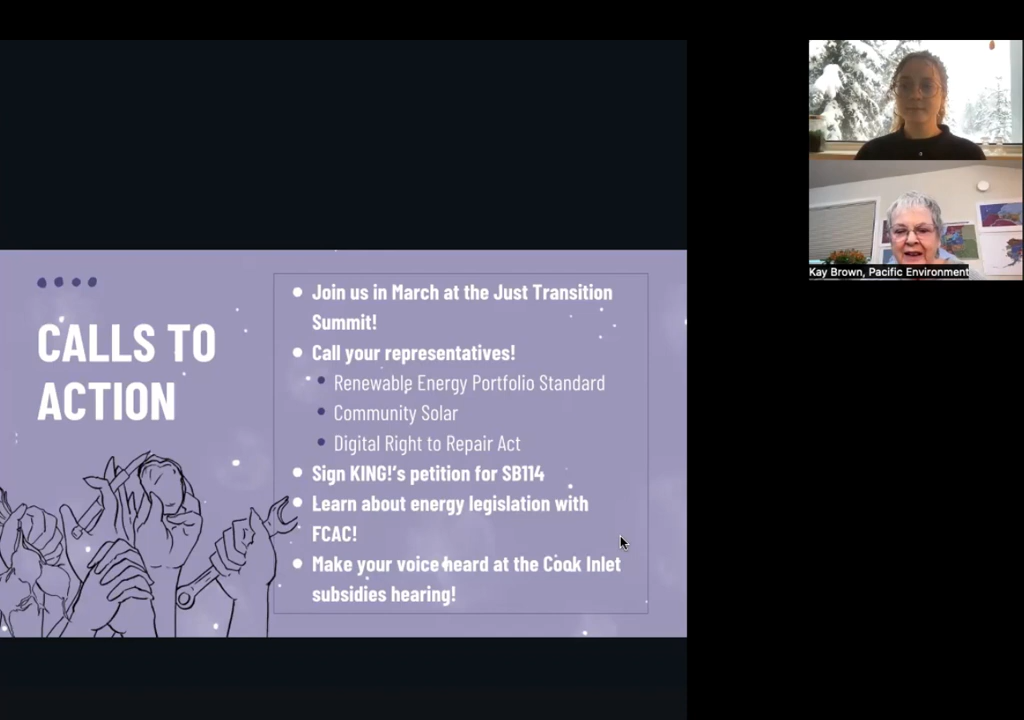 CALLS TO
ACTION
Join us in March at the Just Transition
Summit!
Call your representatives!
Renewable Energy Portfolio Standard
Community Solar
Digital Right to Repair Act
Sign KING!'s petition for SB114
Learn about energy legislation with
FCAC!
Make your voice heard at the Cook Inlet
subsidies hearing!
Kay Brown, Pacific Environment